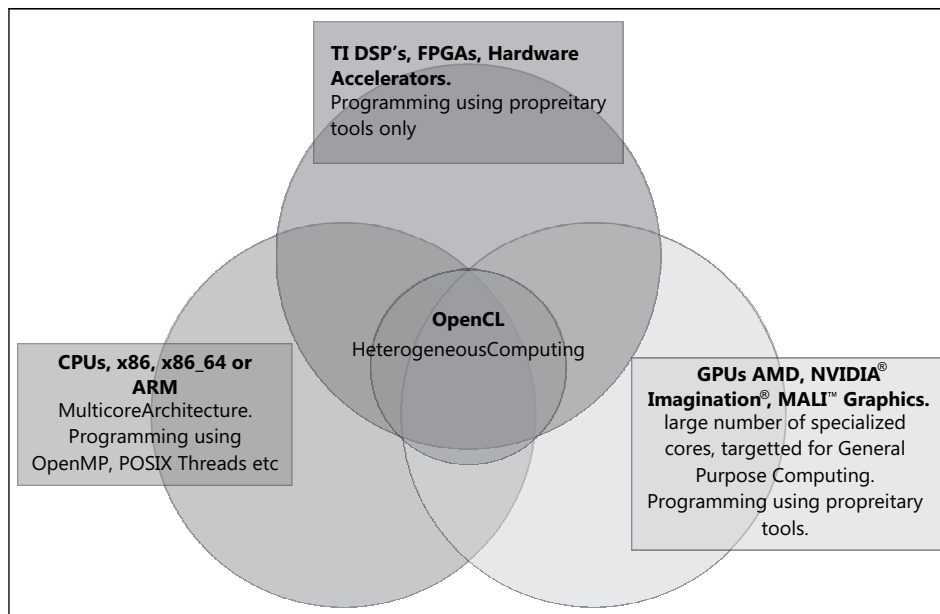 TI DSP's, FPGAs, Hardware
Accelerators.
Programming using propreitary
tools only
OpenCL
HeterogeneousComputing
CPUs, x86, x86_64 or
ARM
MulticoreArchitecture.
Programming using
OpenMP, POSIX Threads etc
GPUs AMD, NVIDIA®
Imagination®, MALI™ Graphics.
large number of specialized
cores, targetted for General
Purpose Computing.
Programming using propreitary
tools.